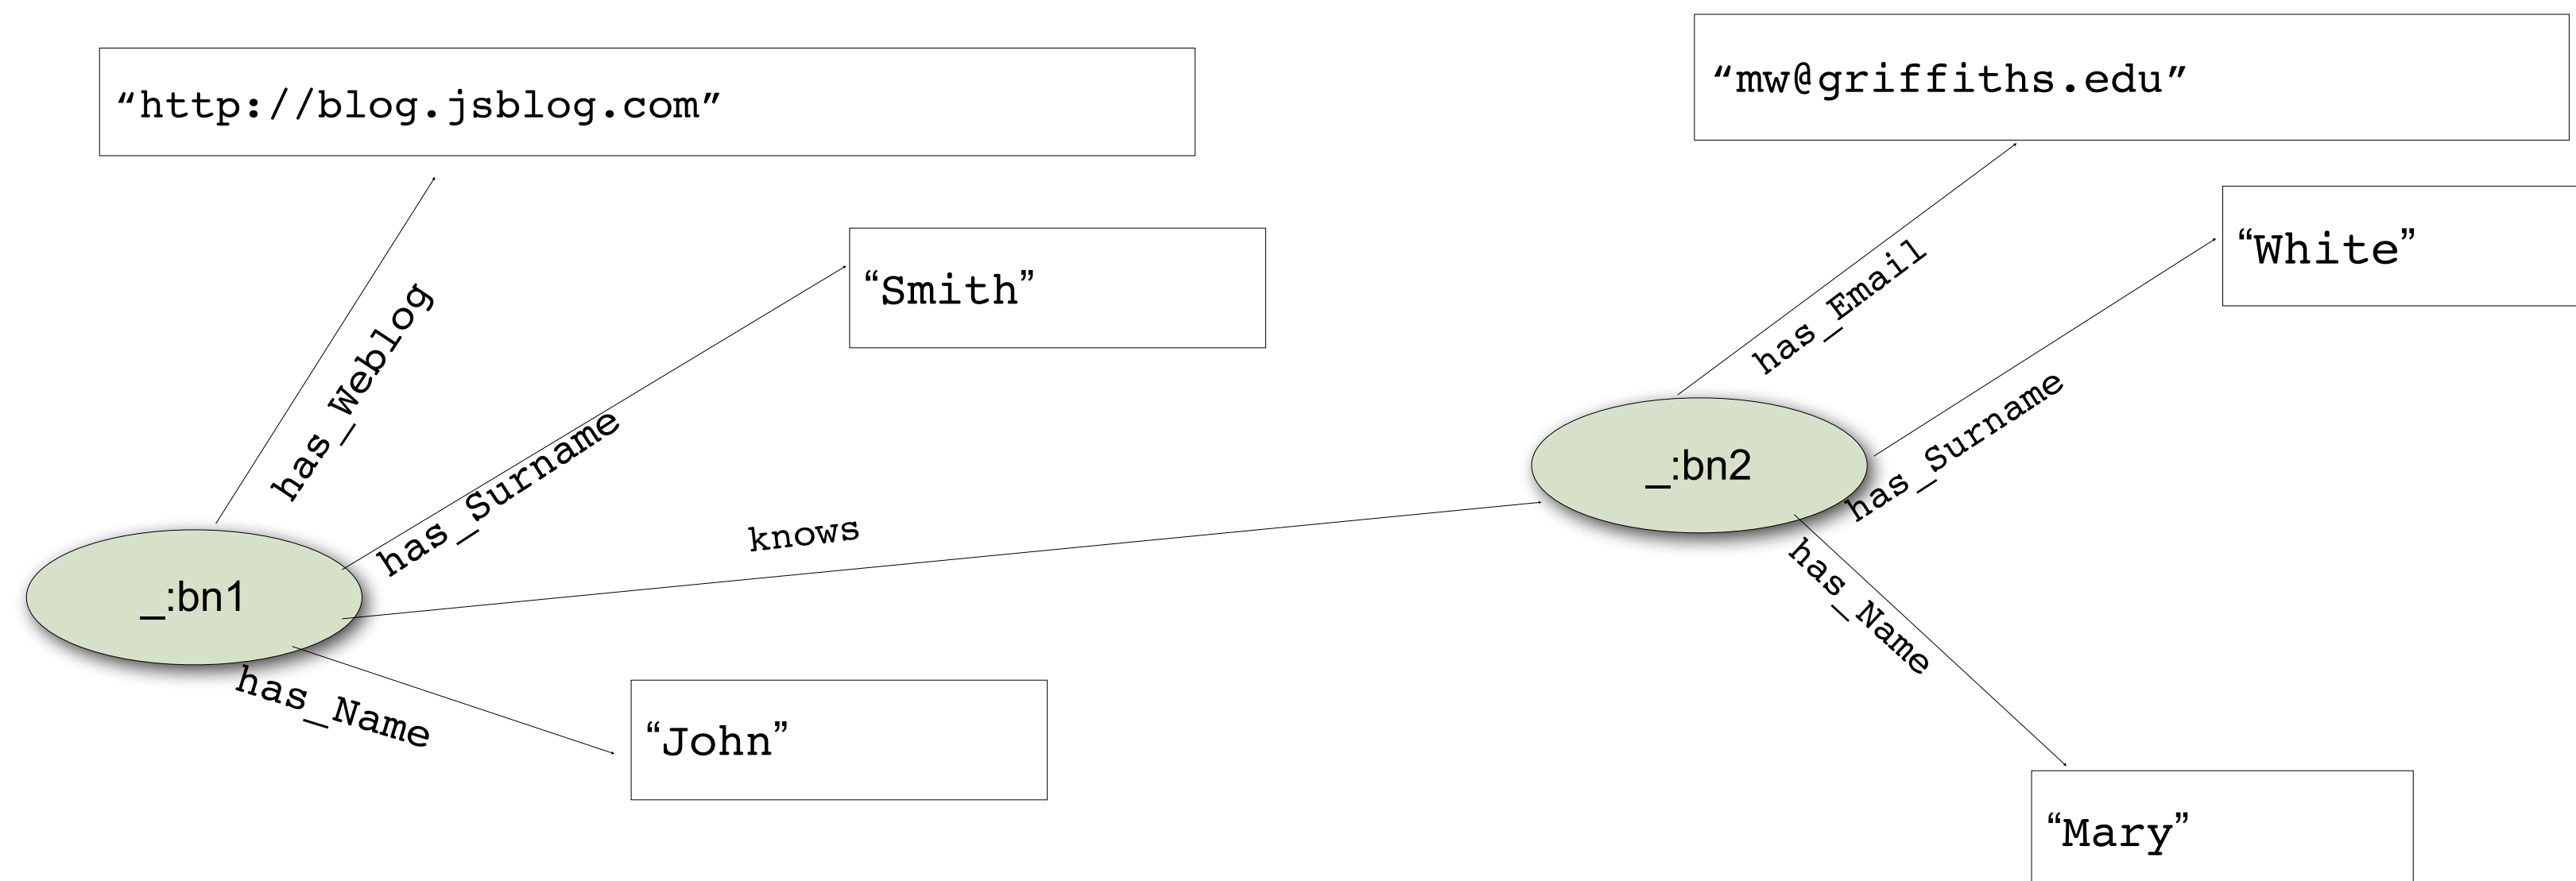 “http://blog.jsblog.com”
“mw@griffiths.edu”
“White”
“Smith”
has_Weblog
has_Surname
knows
has_Email
has_Surname
_:bn2
_:bn1
has_Name
has_Name
“John”
“Mary”